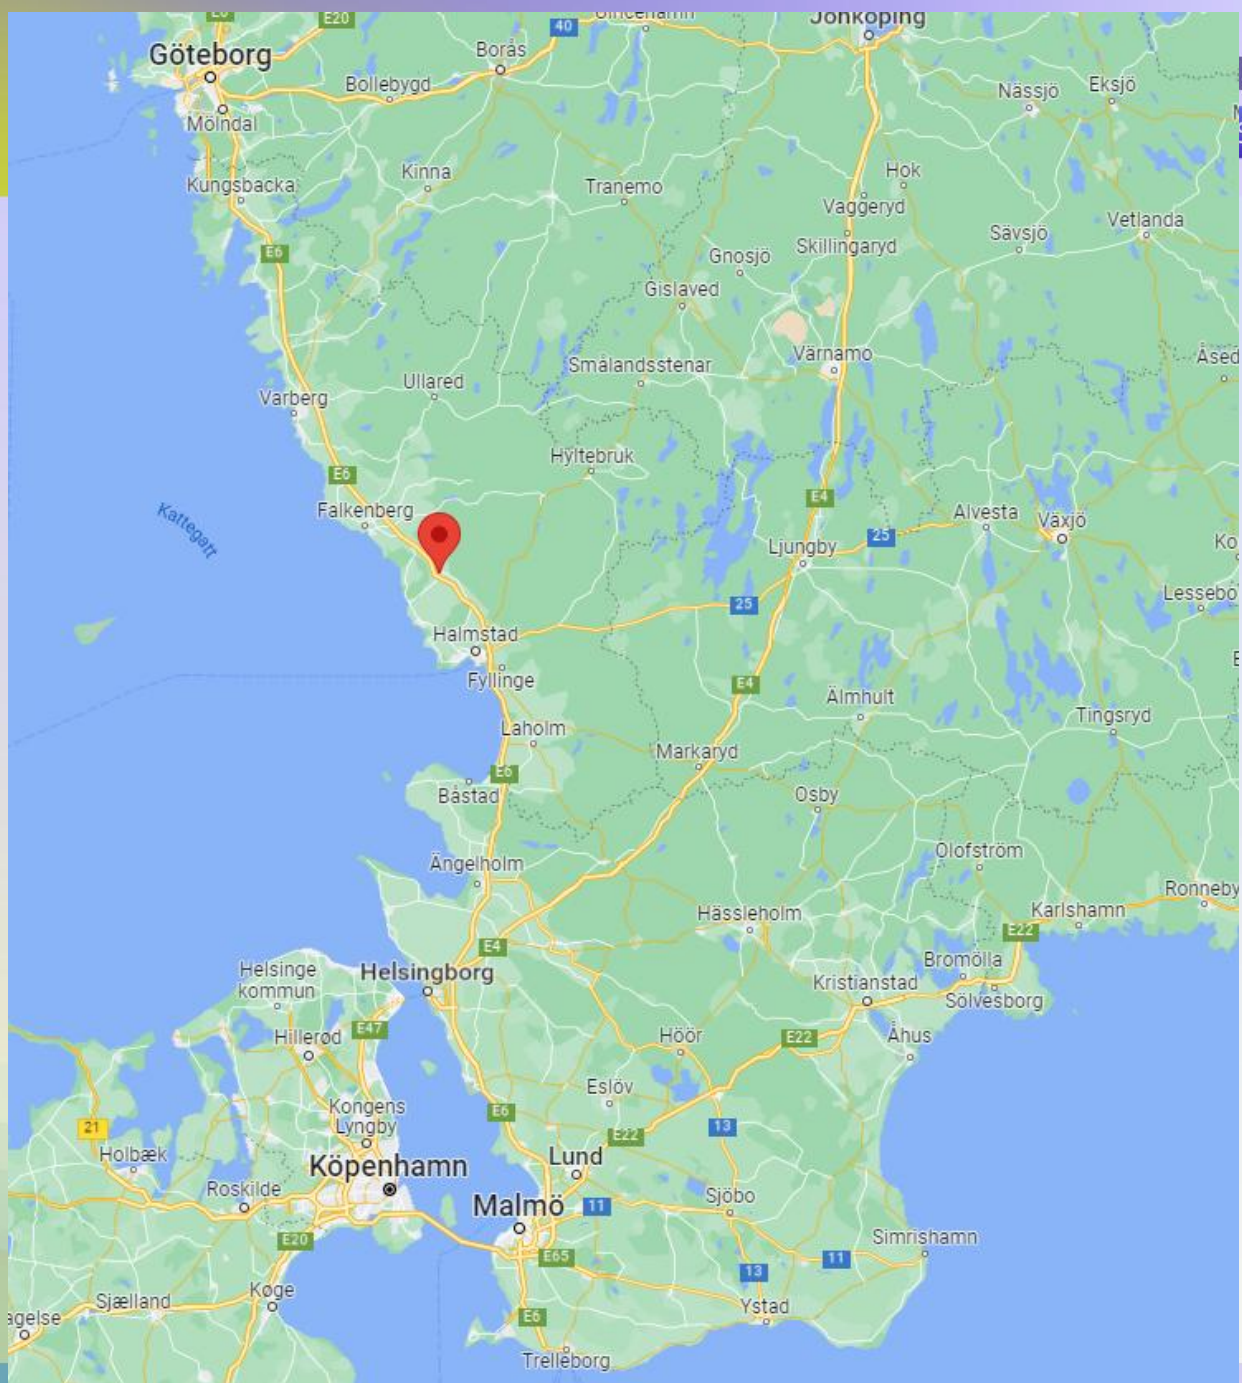 E20
Jönköping
40
Göteborg
Borås
Bollebygd
Nässjö
Eksjö
Mölndal
Kinna
Hok
Kungsbacka
Tranemo
Vaggeryd
Vetlanda
Sävsjö
Skillingaryd
E6
Gnosjö
Gislaved
Värnamo
Smålandsstenar
Ullared
Varberg
Hyltebruk
E6
E4
Falkenberg
Alvesta
Växjö
Kattegatt
25
Ljungby
25
Lessebo
Halmstad
Fyllinge
E4
Älmhult
Tingsryd
Laholm
Markaryd
E6
Båstad
Osby
Olofström
Ängelholm
Ronneby
Karlshamn
Hässleholm
E22
E4
Bromölla
Helsinge
kommun
Helsingborg
Kristianstad
Sölvesborg
E47
Hillerød
Höör
E22
Åhus
Eslöv
Kongens
Lyngby
E6
21
13
E22
Holbæk
Lund
Köpenhamn
Roskilde
Sjöbo
Malmö
11
Simrishamn
E20
E65
11
13
Køge
Sjælland
Ystad
agelse
E6
Trelleborg